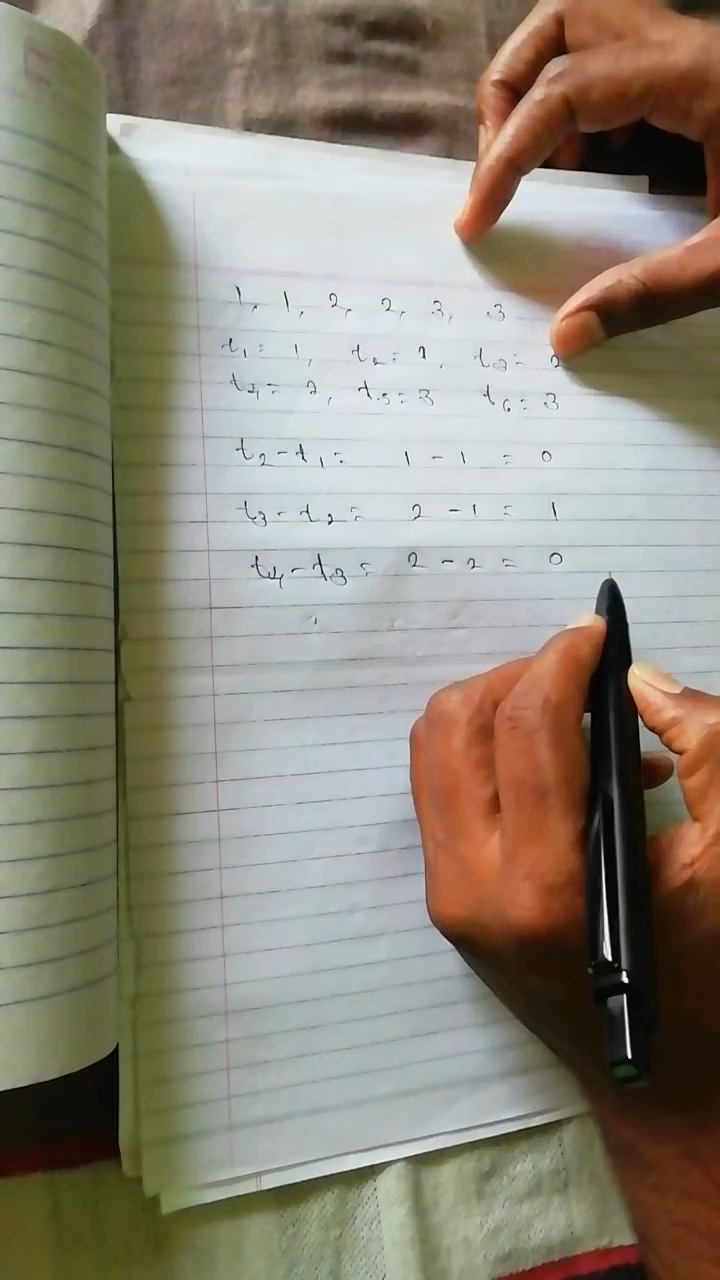 1, 1, 2, 2, 3, 3
t₁ = 1, t₂ = 1, t₃ = 2
t₄ = 2, t₅ = 3 t₆ = 3
t₂ - t₁ = 1 - 1 = 0
t₃ - t₂ = 2 - 1 = 1
t₄ - t₃ = 2 - 2 = 0